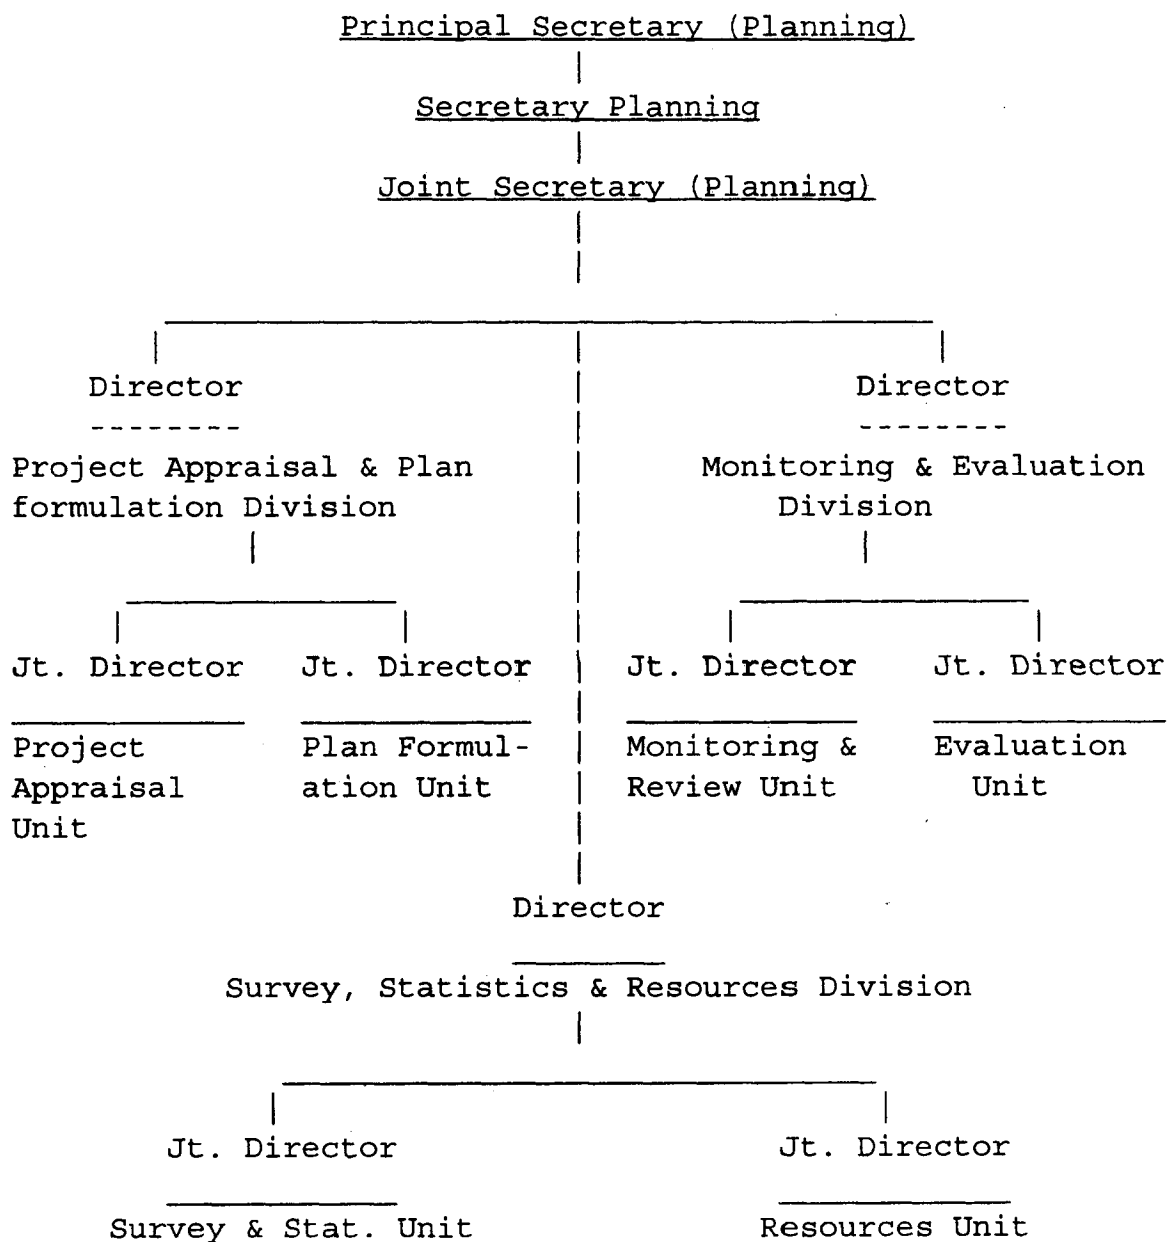 Principal Secretary (Planning)
Secretary Planning
Joint Secretary (Planning)
Director
Project Appraisal & Plan
formulation Division
Director
Monitoring & Evaluation
Division
Jt. Director
Project
Appraisal
Unit
Jt. Director
Plan Formul-
ation Unit
Jt. Director
Monitoring &
Review Unit
Jt. Director
Evaluation
Unit
Director
Survey, Statistics & Resources Division
Jt. Director
Survey & Stat. Unit
Jt. Director
Resources Unit